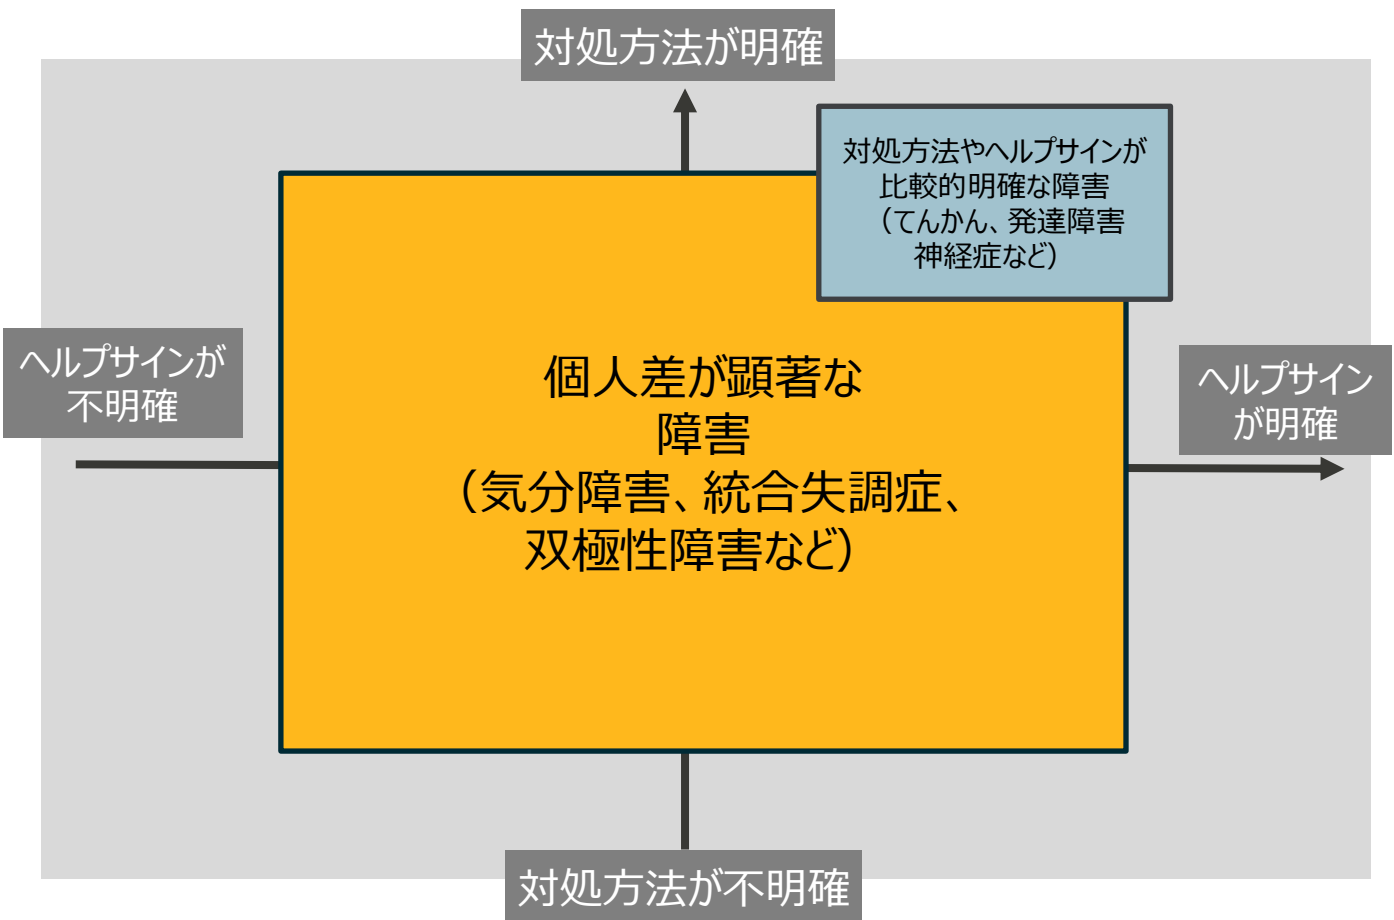 対処方法が明確
対処方法やヘルプサインが
比較的明確な障害
（てんかん、発達障害
神経症など）
ヘルプサインが
不明確
個人差が顕著な
障害
（気分障害、統合失調症、
双極性障害など）
ヘルプサイン
が明確
対処方法が不明確